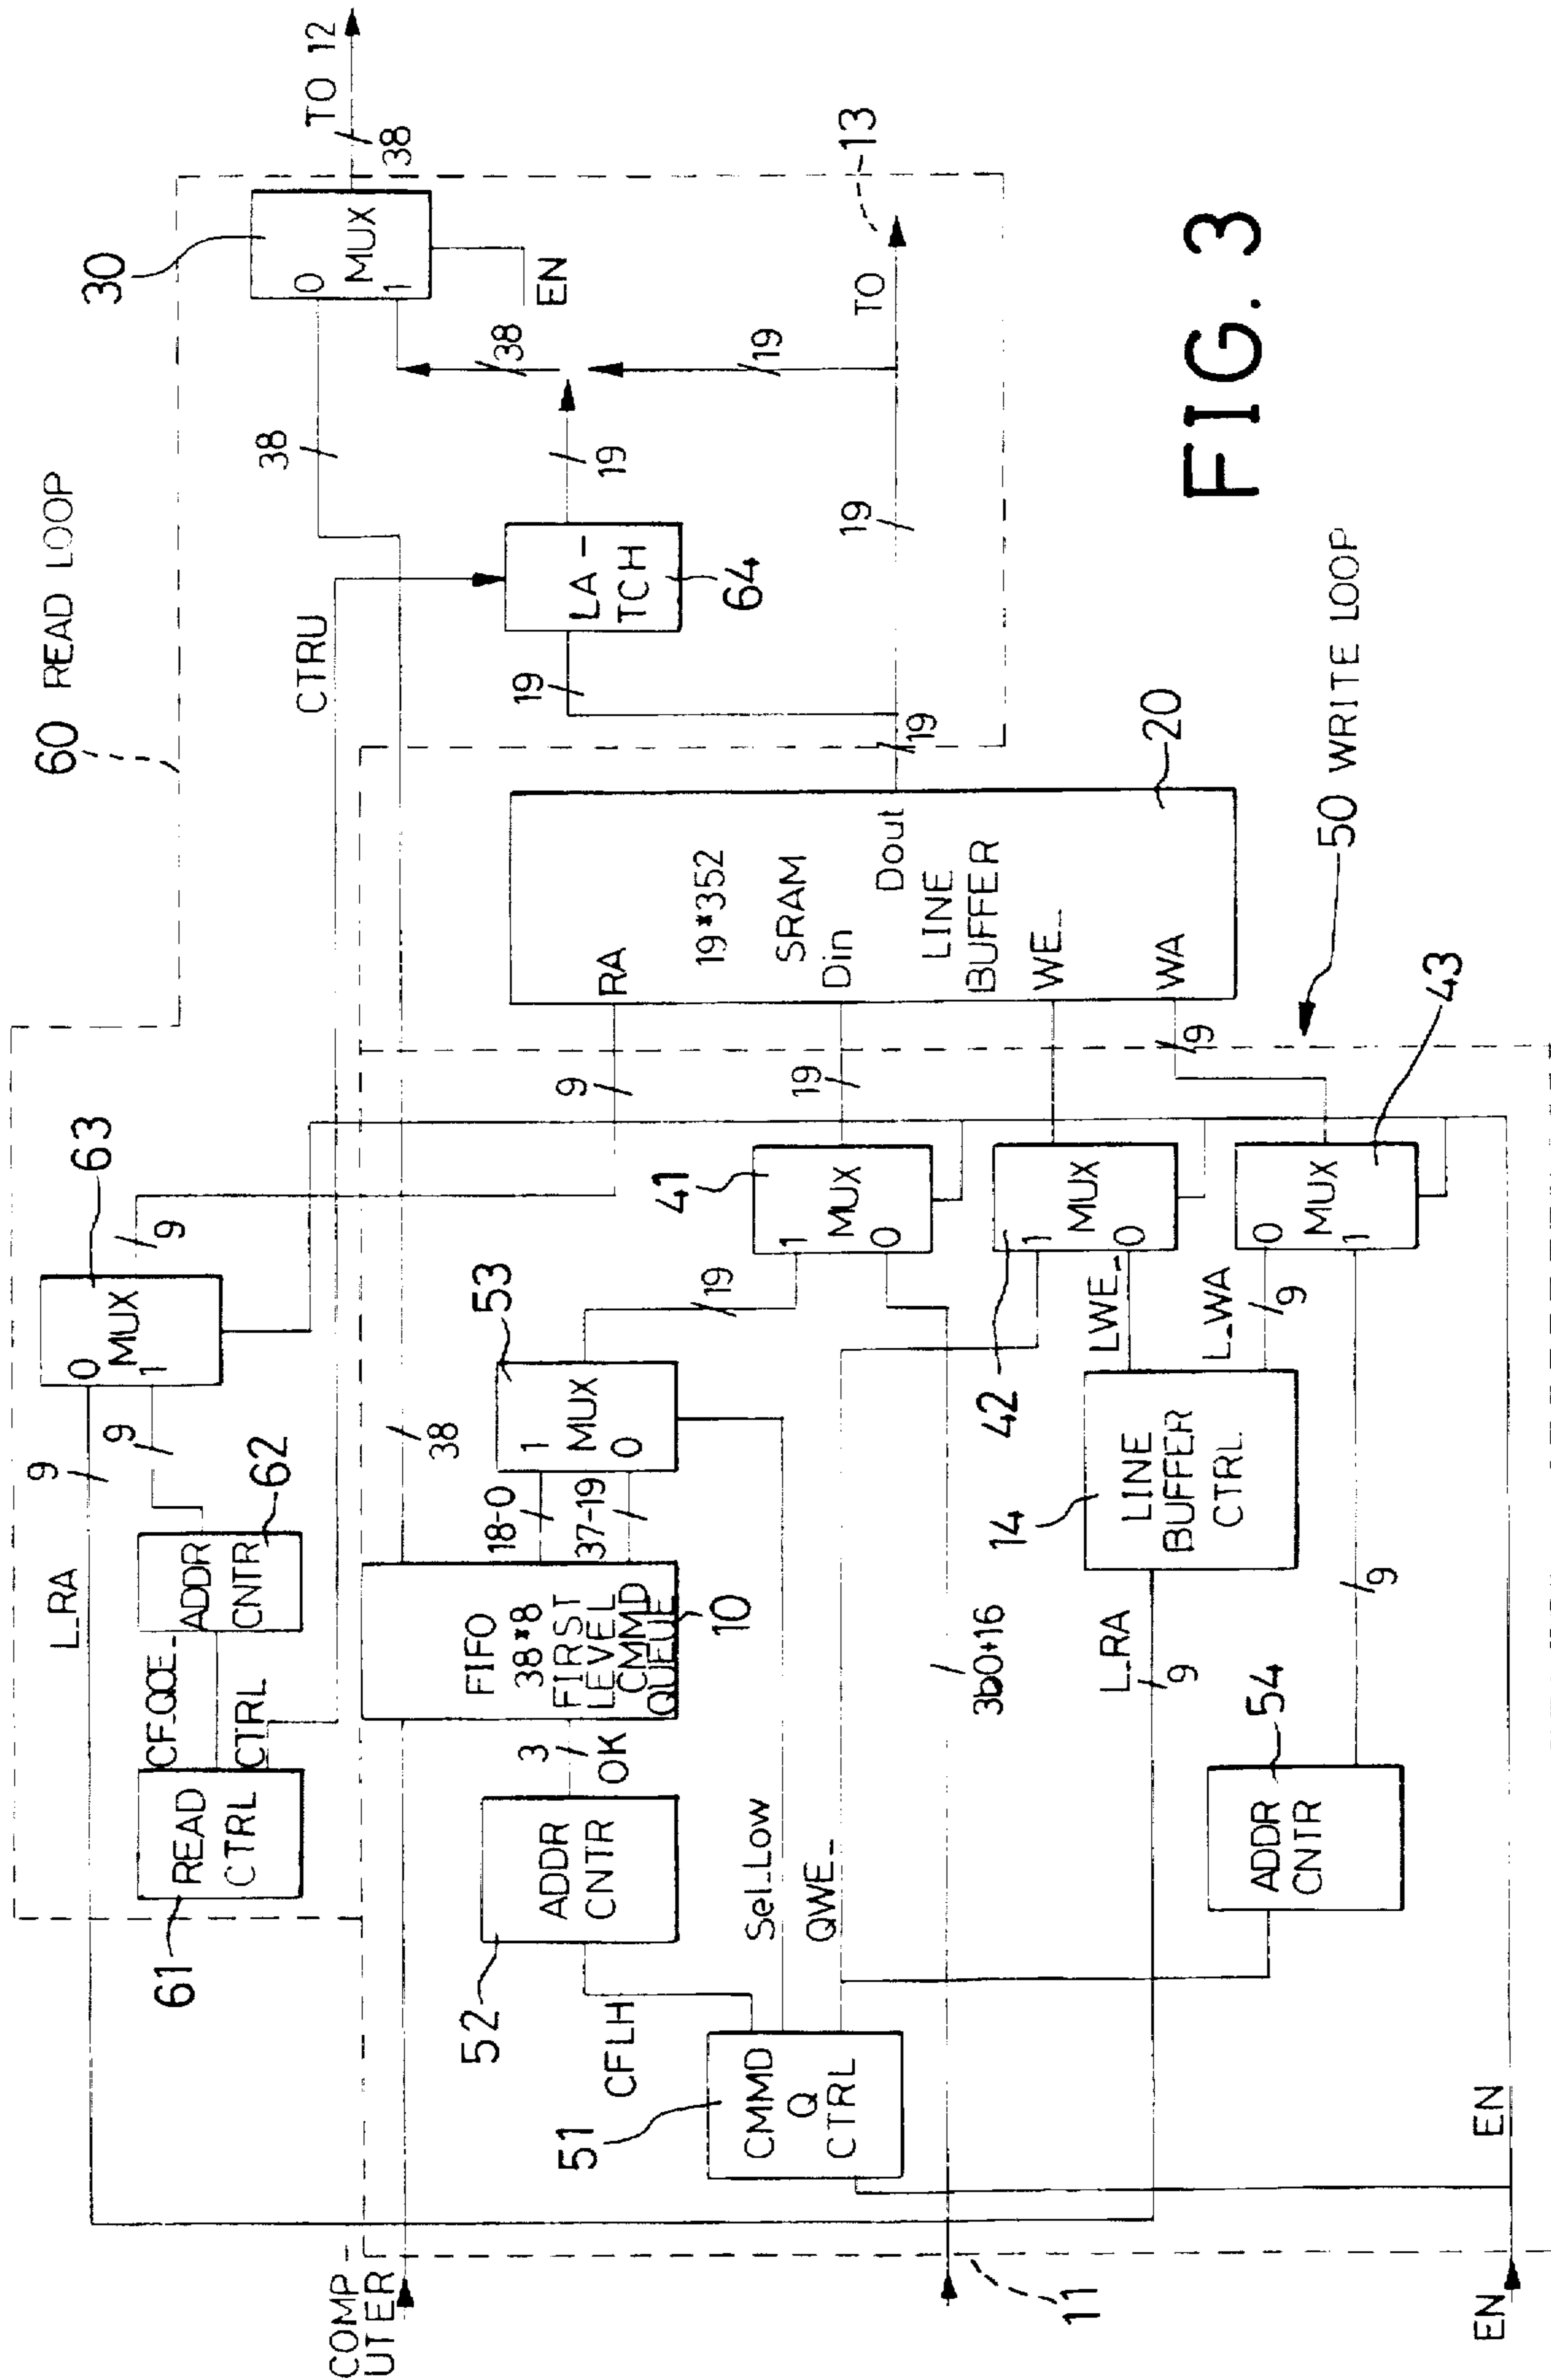 60 READ LOOP
COMP-
UTER
11
EN
EN
61
READ
CTRL
CF_QOE_
CTRL
L_RA
9
ADDR
CNTR
62
9
0
MUX
1
63
9
CTRU
38
38
30
0
MUX
1
EN
TO 12
38
52
ADDR
CNTR
CFLH
3
OK
FIFO
38*8
FIRST
LEVEL
CMMD
QUEUE
10
18-0
37-19
1
MUX
0
53
19
51
CMMD
Q
CTRL
Sel_Low
QWE_
3b0+16
L_RA
9
14
LINE
BUFFER
CTRL.
LWE_
L_WA
9
54
ADDR
CNTR
9
41
1
MUX
0
42
1
MUX
0
43
0
MUX
1
9
19
9
RA
19*352
SRAM
Din
Dout
LINE
BUFFER
WE_
WA
20
19
19
LA-
TCH
64
19
38
19
19
TO
13
50 WRITE LOOP
FIG. 3